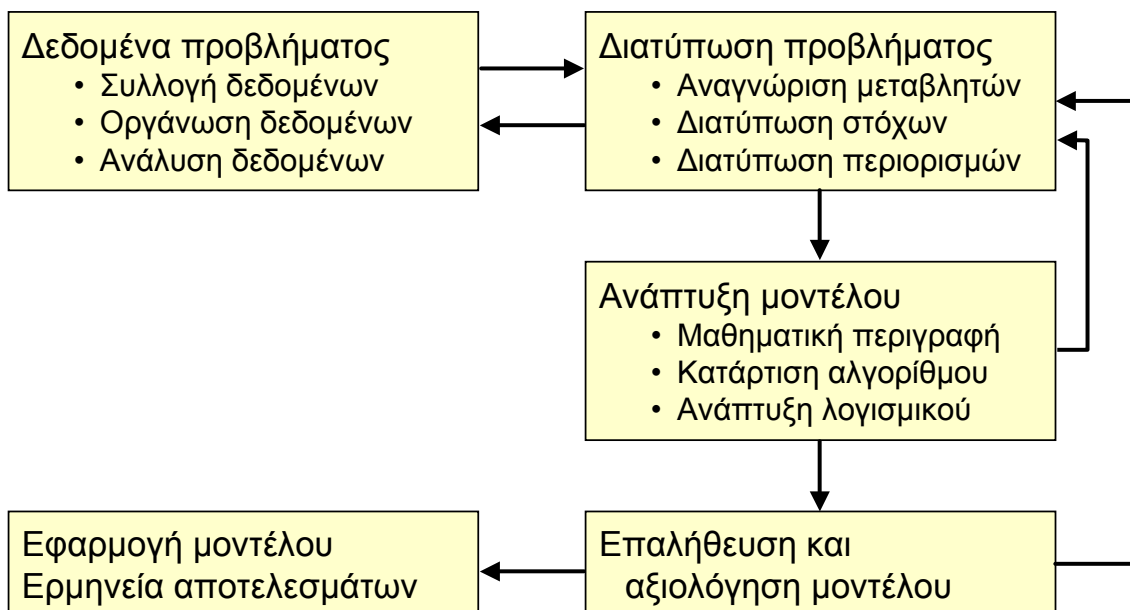 Δεδομένα προβλήματος
• Συλλογή δεδομένων
• Οργάνωση δεδομένων
• Ανάλυση δεδομένων
Διατύπωση προβλήματος
• Αναγνώριση μεταβλητών
• Διατύπωση στόχων
• Διατύπωση περιορισμών
Ανάπτυξη μοντέλου
• Μαθηματική περιγραφή
• Κατάρτιση αλγορίθμου
• Ανάπτυξη λογισμικού
Εφαρμογή μοντέλου
Ερμηνεία αποτελεσμάτων
Επαλήθευση και
αξιολόγηση μοντέλου